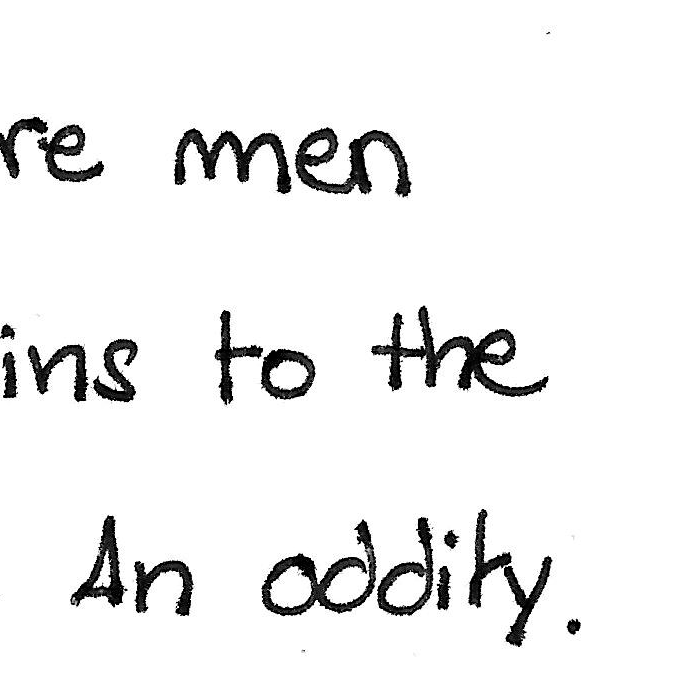 re men
ins to the
An oddity.